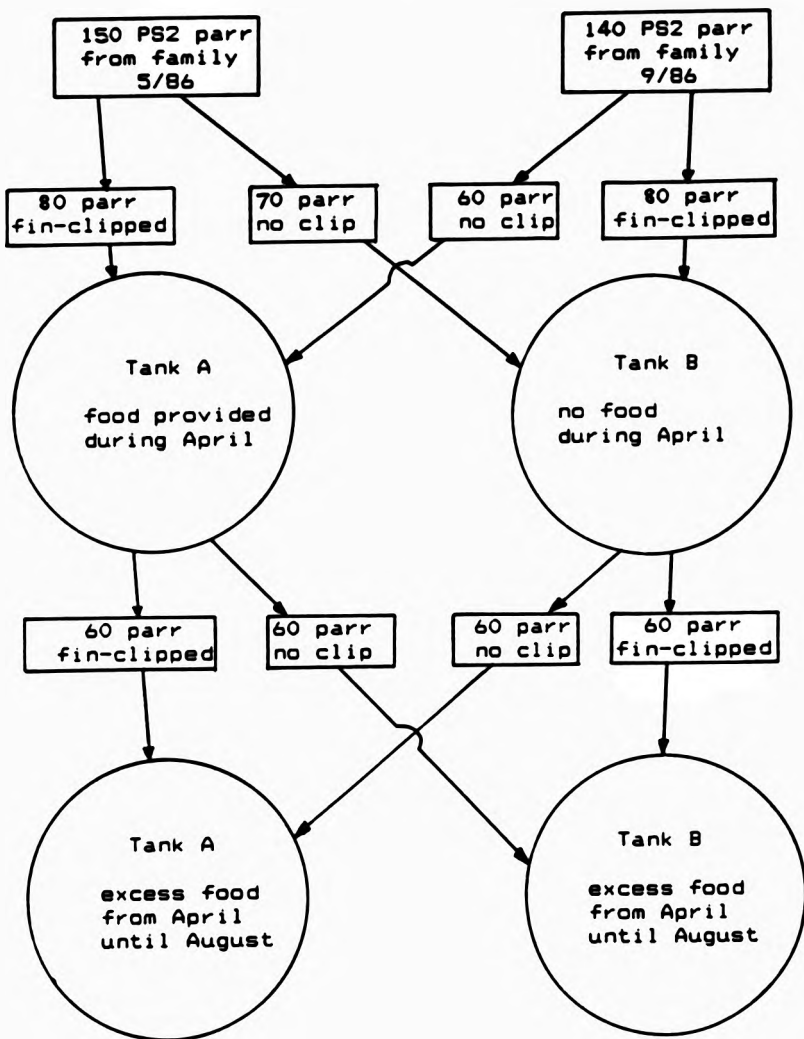 150 PS2 parr
from family
5/86
140 PS2 parr
from family
9/86
80 parr
fin-clipped
70 parr
no clip
60 parr
no clip
80 parr
fin-clipped
Tank A
food provided
during April
Tank B
no food
during April
60 parr
fin-clipped
60 parr
no clip
60 parr
no clip
60 parr
fin-clipped
Tank A
excess food
from April
until August
Tank B
excess food
from April
until August